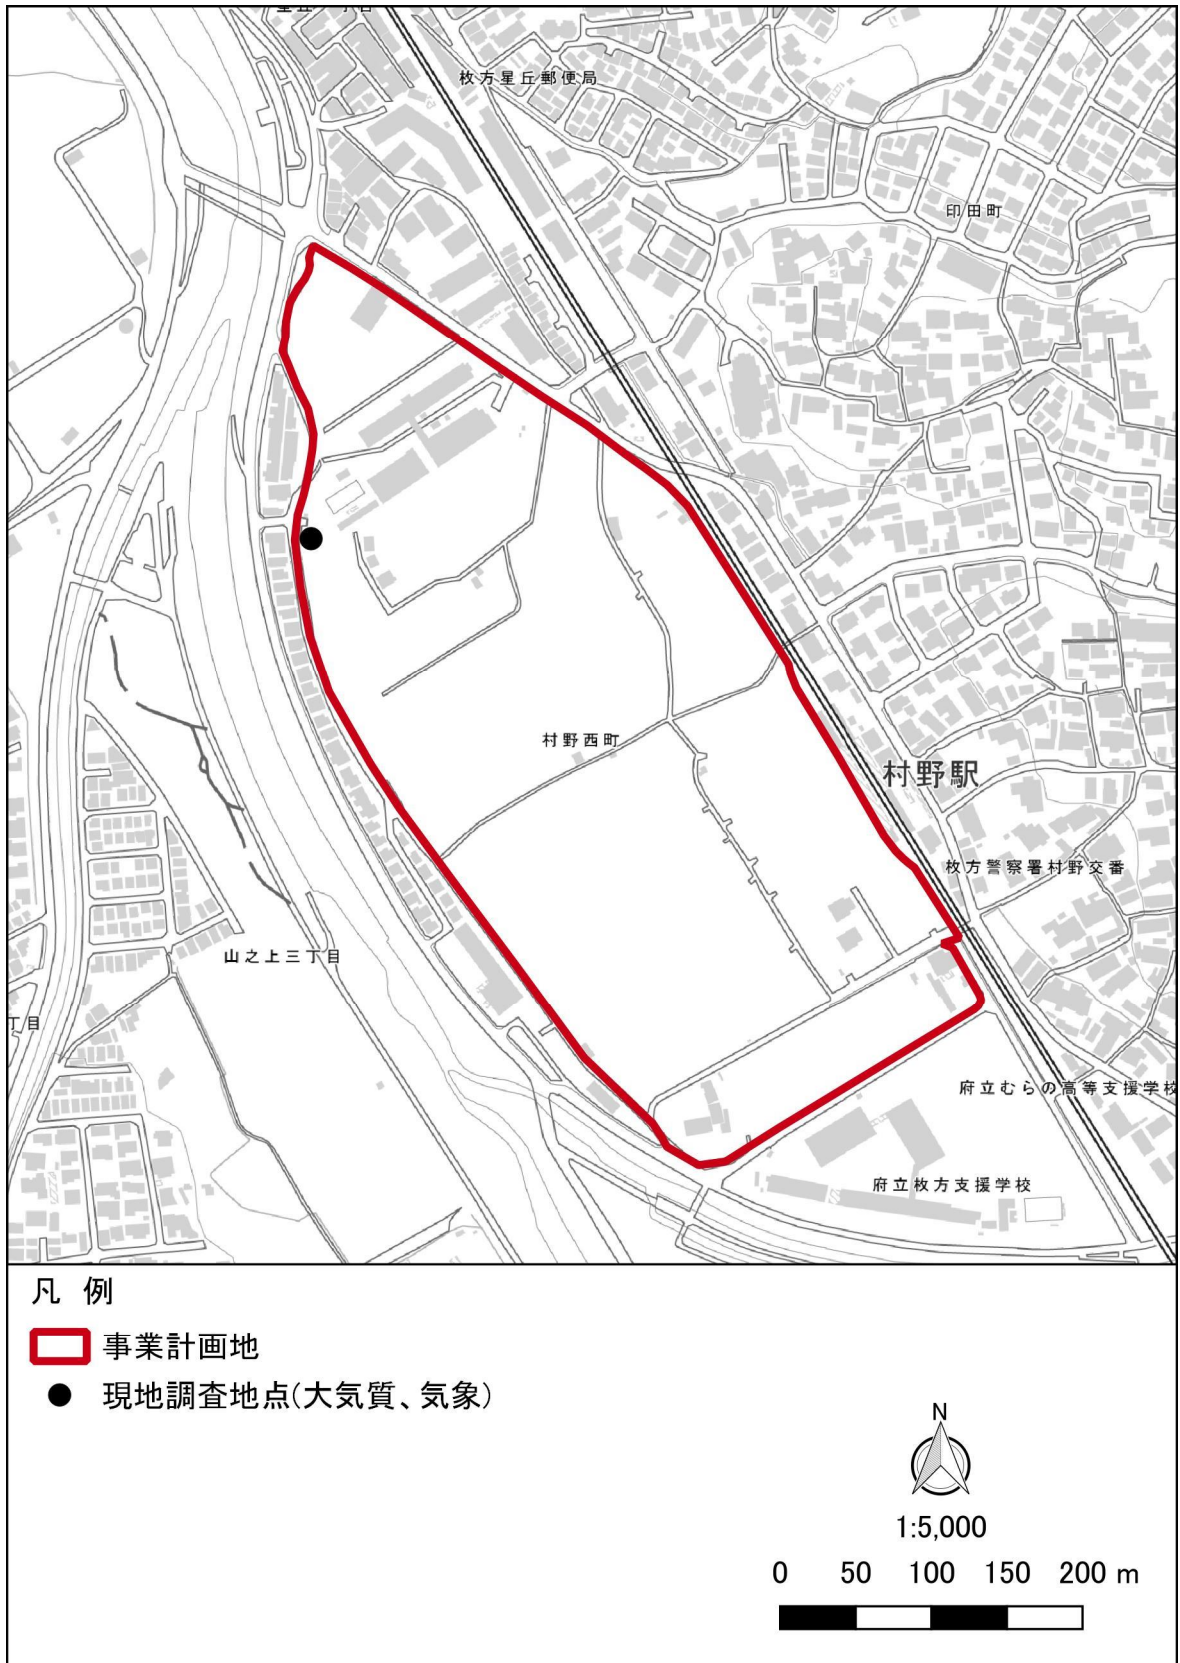 枚方星丘郵便局
印田町
村野西町
村野駅
枚方警察署村野交番
山之上三丁目
丁目
府立むらの高等支援学校
府立枚方支援学校
凡 例
事業計画地
現地調査地点(大気質、気象)
N
1:5,000
0 50 100 150 200 m